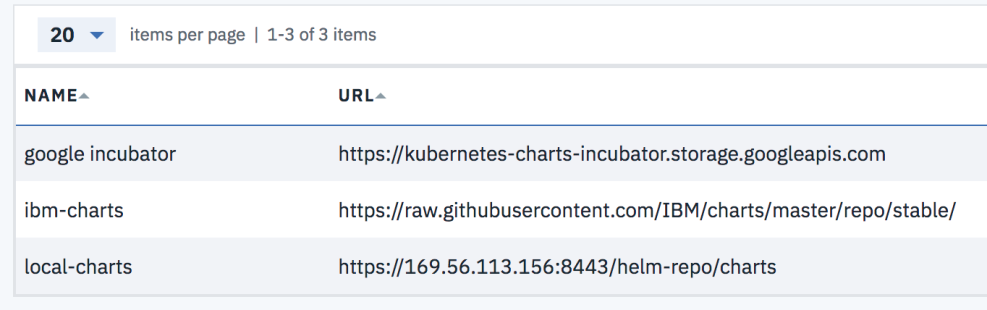 20 items per page | 1-3 of 3 items
NAME URL
google incubator https://kubernetes-charts-incubator.storage.googleapis.com
ibm-charts https://raw.githubusercontent.com/IBM/charts/master/repo/stable/
local-charts https://169.56.113.156:8443/helm-repo/charts